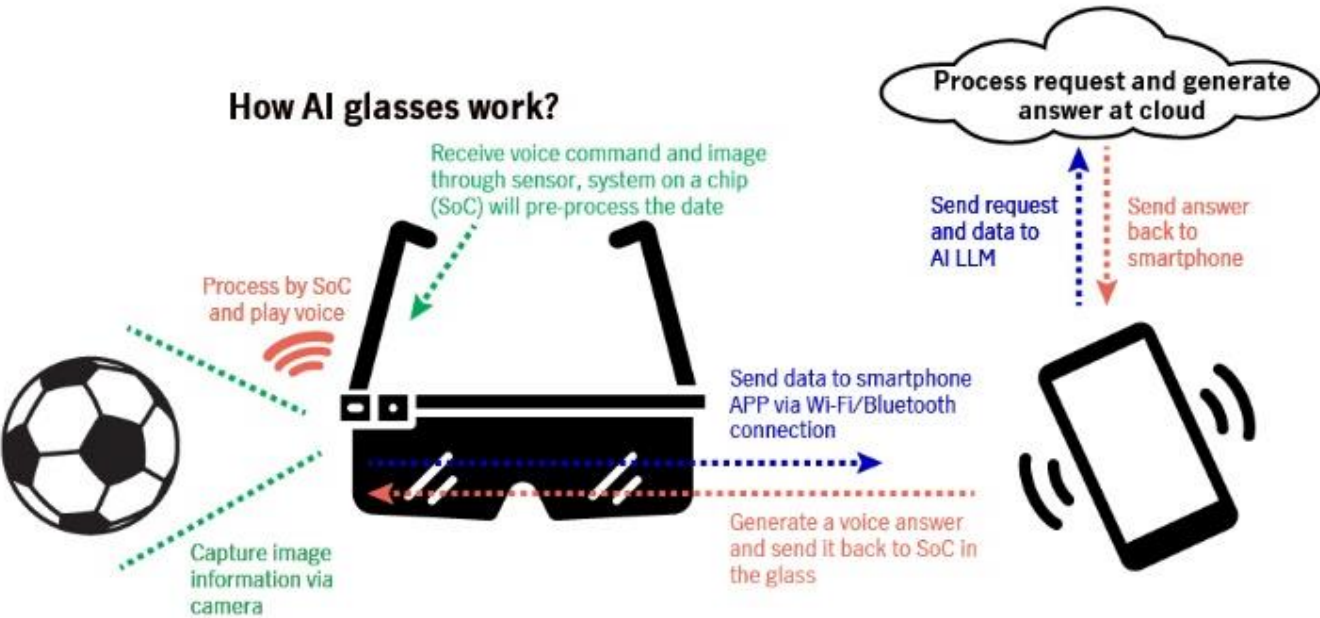 How AI glasses work?
Process request and generate
answer at cloud
Receive voice command and image
through sensor, system on a chip
(SoC) will pre-process the date
Send request
and data to
AI LLM
Send answer
back to
smartphone
Process by SoC
and play voice
Send data to smartphone
APP via Wi-Fi/Bluetooth
connection
Generate a voice answer
and send it back to SoC in
the glass
Capture image
information via
camera